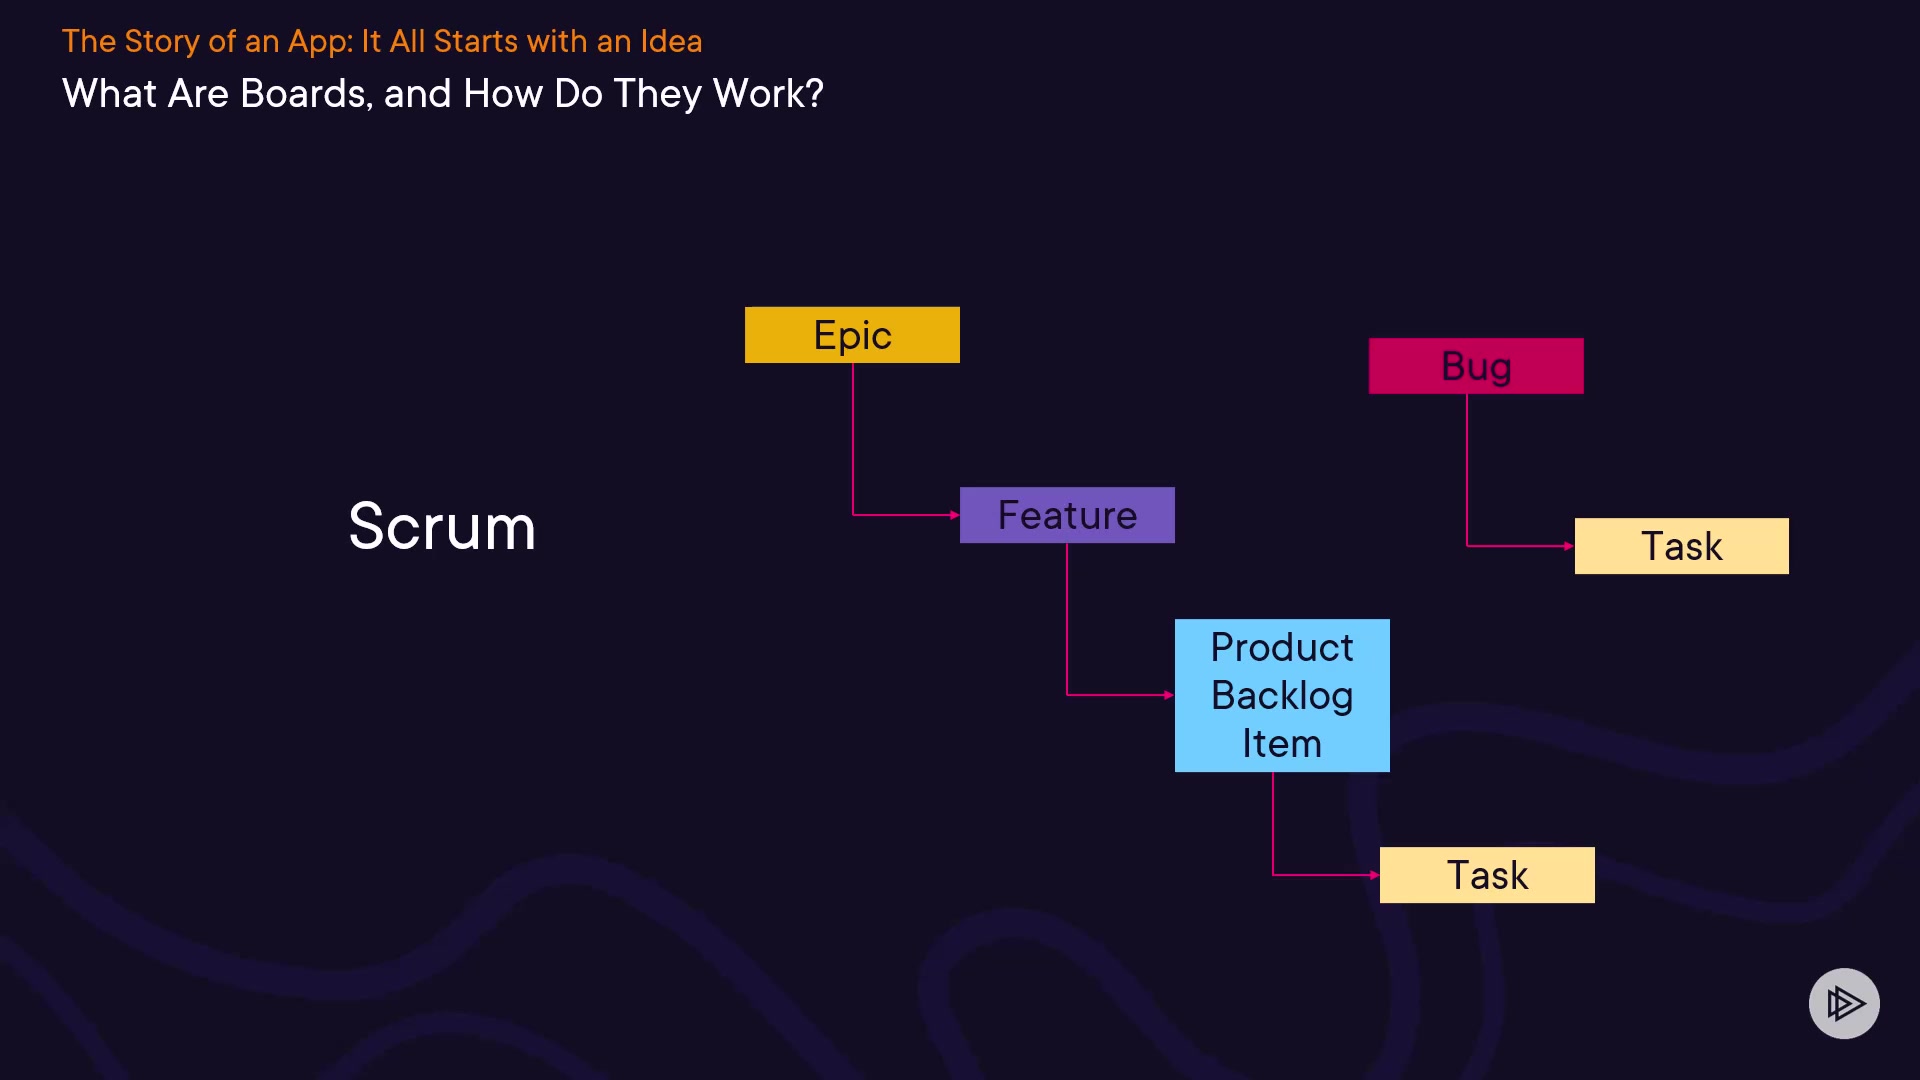 The Story of an App: It All Starts with an Idea
What Are Boards, and How Do They Work?
Epic
Bug
Feature
Scrum
Task
Product
Backlog
Item
Task